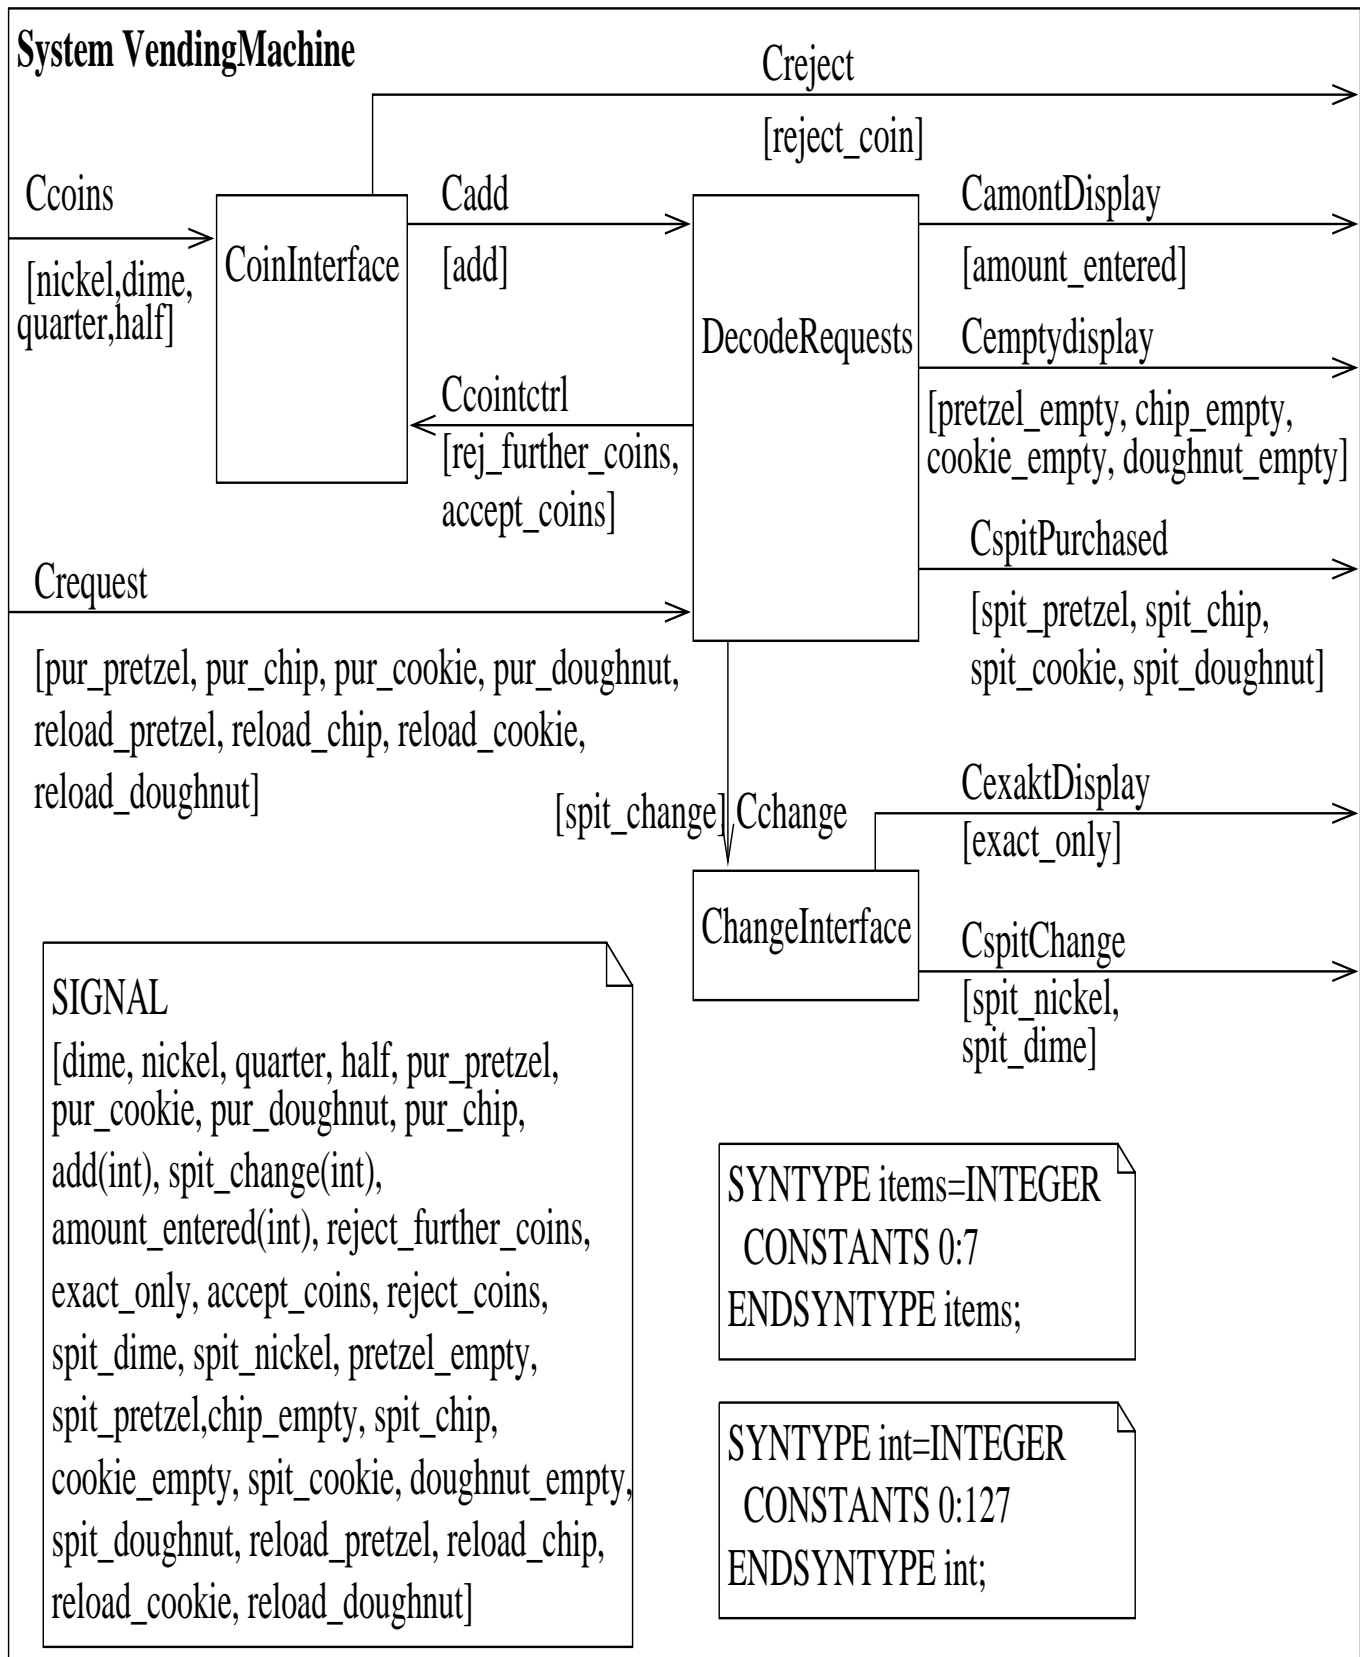 System VendingMachine
Creject
[reject_coin]
Ccoins
[nickel,dime,
quarter,half]
CoinInterface
Cadd
[add]
Ccointctrl
[rej_further_coins,
accept_coins]
DecodeRequests
CamontDisplay
[amount_entered]
Cemptydisplay
[pretzel_empty, chip_empty,
cookie_empty, doughnut_empty]
CspitPurchased
[spit_pretzel, spit_chip,
spit_cookie, spit_doughnut]
Crequest
[pur_pretzel, pur_chip, pur_cookie, pur_doughnut,
reload_pretzel, reload_chip, reload_cookie,
reload_doughnut]
[spit_change] Cchange
CexaktDisplay
[exact_only]
ChangeInterface
CspitChange
[spit_nickel,
spit_dime]
SIGNAL
[dime, nickel, quarter, half, pur_pretzel,
pur_cookie, pur_doughnut, pur_chip,
add(int), spit_change(int),
amount_entered(int), reject_further_coins,
exact_only, accept_coins, reject_coins,
spit_dime, spit_nickel, pretzel_empty,
spit_pretzel,chip_empty, spit_chip,
cookie_empty, spit_cookie, doughnut_empty,
spit_doughnut, reload_pretzel, reload_chip,
reload_cookie, reload_doughnut]
SYNTYPE items=INTEGER
CONSTANTS 0:7
ENDSYNTYPE items;
SYNTYPE int=INTEGER
CONSTANTS 0:127
ENDSYNTYPE int;